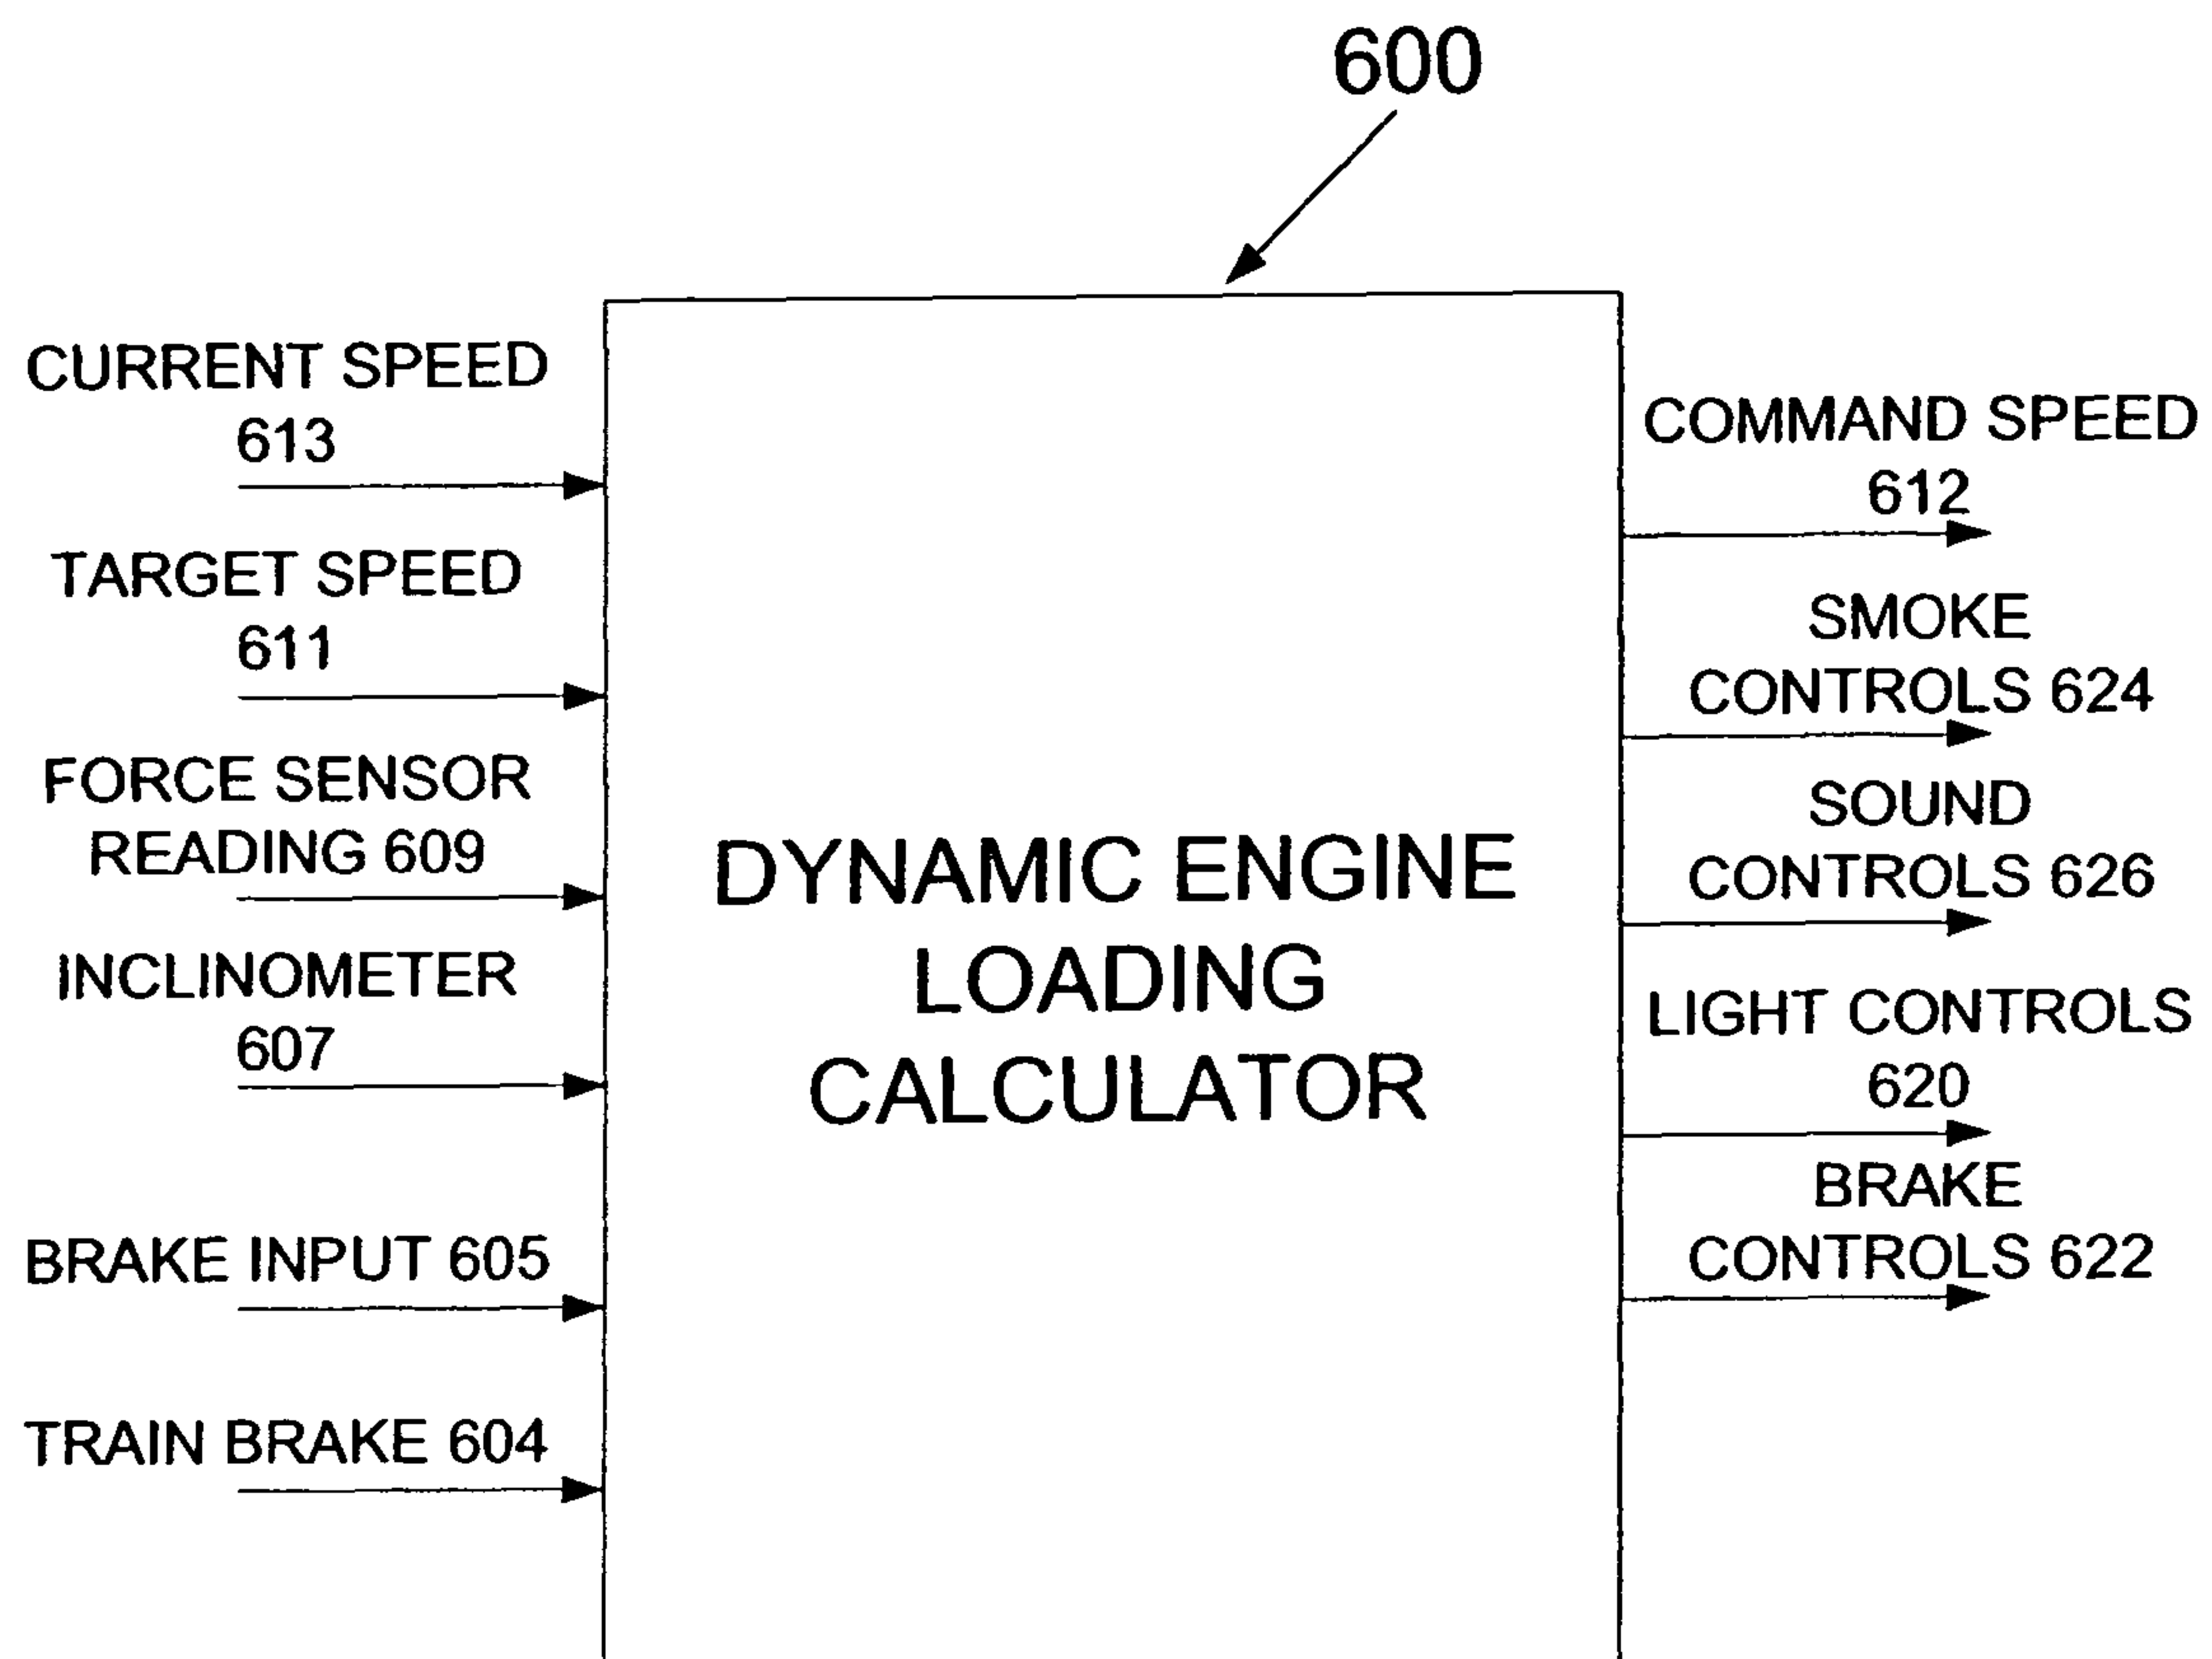 600
CURRENT SPEED
613
TARGET SPEED
611
FORCE SENSOR
READING 609
INCLINOMETER
607
BRAKE INPUT 605
TRAIN BRAKE 604
DYNAMIC ENGINE
LOADING
CALCULATOR
COMMAND SPEED
612
SMOKE
CONTROLS 624
SOUND
CONTROLS 626
LIGHT CONTROLS
620
BRAKE
CONTROLS 622